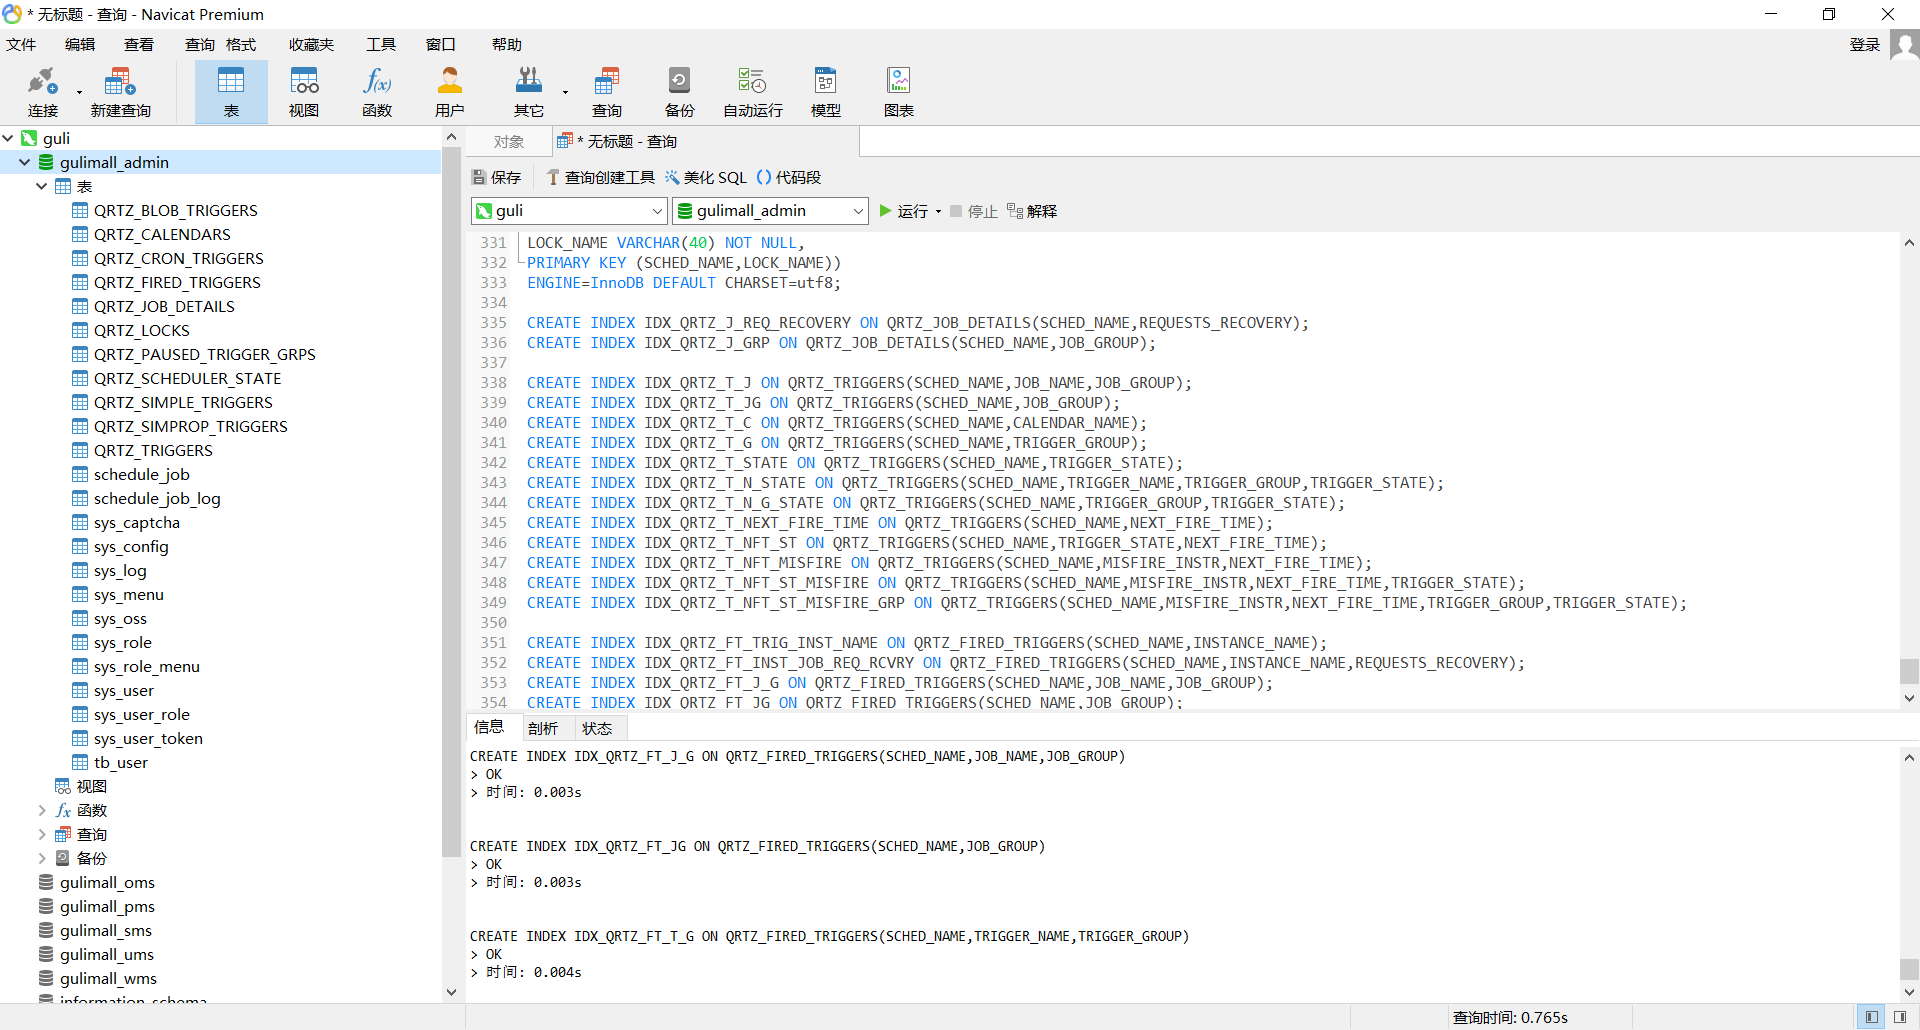 * 无标题 - 查询 - Navicat Premium
文件 编辑 查看 查询 格式 收藏夹 工具 窗口 帮助 登录
连接 新建查询 表 视图 函数 用户 其它 查询 备份 自动运行 模型 图表
guli
gulimall_admin
表
QRTZ_BLOB_TRIGGERS
QRTZ_CALENDARS
QRTZ_CRON_TRIGGERS
QRTZ_FIRED_TRIGGERS
QRTZ_JOB_DETAILS
QRTZ_LOCKS
QRTZ_PAUSED_TRIGGER_GRPS
QRTZ_SCHEDULER_STATE
QRTZ_SIMPLE_TRIGGERS
QRTZ_SIMPROP_TRIGGERS
QRTZ_TRIGGERS
schedule_job
schedule_job_log
sys_captcha
sys_config
sys_log
sys_menu
sys_oss
sys_role
sys_role_menu
sys_user
sys_user_role
sys_user_token
tb_user
视图
fx 函数
查询
备份
gulimall_oms
gulimall_pms
gulimall_sms
gulimall_ums
gulimall_wms
information_schema
对象 * 无标题 - 查询
保存 查询创建工具 美化 SQL () 代码段
guli gulimall_admin 运行 停止 解释
331 LOCK_NAME VARCHAR(40) NOT NULL,
332 PRIMARY KEY (SCHED_NAME,LOCK_NAME))
333 ENGINE=InnoDB DEFAULT CHARSET=utf8;
334
335 CREATE INDEX IDX_QRTZ_J_REQ_RECOVERY ON QRTZ_JOB_DETAILS(SCHED_NAME,REQUESTS_RECOVERY);
336 CREATE INDEX IDX_QRTZ_J_GRP ON QRTZ_JOB_DETAILS(SCHED_NAME,JOB_GROUP);
337
338 CREATE INDEX IDX_QRTZ_T_J ON QRTZ_TRIGGERS(SCHED_NAME,JOB_NAME,JOB_GROUP);
339 CREATE INDEX IDX_QRTZ_T_JG ON QRTZ_TRIGGERS(SCHED_NAME,JOB_GROUP);
340 CREATE INDEX IDX_QRTZ_T_C ON QRTZ_TRIGGERS(SCHED_NAME,CALENDAR_NAME);
341 CREATE INDEX IDX_QRTZ_T_G ON QRTZ_TRIGGERS(SCHED_NAME,TRIGGER_GROUP);
342 CREATE INDEX IDX_QRTZ_T_STATE ON QRTZ_TRIGGERS(SCHED_NAME,TRIGGER_STATE);
343 CREATE INDEX IDX_QRTZ_T_N_STATE ON QRTZ_TRIGGERS(SCHED_NAME,TRIGGER_NAME,TRIGGER_GROUP,TRIGGER_STATE);
344 CREATE INDEX IDX_QRTZ_T_N_G_STATE ON QRTZ_TRIGGERS(SCHED_NAME,TRIGGER_GROUP,TRIGGER_STATE);
345 CREATE INDEX IDX_QRTZ_T_NEXT_FIRE_TIME ON QRTZ_TRIGGERS(SCHED_NAME,NEXT_FIRE_TIME);
346 CREATE INDEX IDX_QRTZ_T_NFT_ST ON QRTZ_TRIGGERS(SCHED_NAME,TRIGGER_STATE,NEXT_FIRE_TIME);
347 CREATE INDEX IDX_QRTZ_T_NFT_MISFIRE ON QRTZ_TRIGGERS(SCHED_NAME,MISFIRE_INSTR,NEXT_FIRE_TIME);
348 CREATE INDEX IDX_QRTZ_T_NFT_ST_MISFIRE ON QRTZ_TRIGGERS(SCHED_NAME,MISFIRE_INSTR,NEXT_FIRE_TIME,TRIGGER_STATE);
349 CREATE INDEX IDX_QRTZ_T_NFT_ST_MISFIRE_GRP ON QRTZ_TRIGGERS(SCHED_NAME,MISFIRE_INSTR,NEXT_FIRE_TIME,TRIGGER_GROUP,TRIGGER_STATE);
350
351 CREATE INDEX IDX_QRTZ_FT_TRIG_INST_NAME ON QRTZ_FIRED_TRIGGERS(SCHED_NAME,INSTANCE_NAME);
352 CREATE INDEX IDX_QRTZ_FT_INST_JOB_REQ_RCVRY ON QRTZ_FIRED_TRIGGERS(SCHED_NAME,INSTANCE_NAME,REQUESTS_RECOVERY);
353 CREATE INDEX IDX_QRTZ_FT_J_G ON QRTZ_FIRED_TRIGGERS(SCHED_NAME,JOB_NAME,JOB_GROUP);
354 CREATE INDEX IDX_QRTZ_FT_JG ON QRTZ_FIRED_TRIGGERS(SCHED_NAME,JOB_GROUP);
信息 剖析 状态
CREATE INDEX IDX_QRTZ_FT_J_G ON QRTZ_FIRED_TRIGGERS(SCHED_NAME,JOB_NAME,JOB_GROUP)
> OK
> 时间: 0.003s
CREATE INDEX IDX_QRTZ_FT_JG ON QRTZ_FIRED_TRIGGERS(SCHED_NAME,JOB_GROUP)
> OK
> 时间: 0.003s
CREATE INDEX IDX_QRTZ_FT_T_G ON QRTZ_FIRED_TRIGGERS(SCHED_NAME,TRIGGER_NAME,TRIGGER_GROUP)
> OK
> 时间: 0.004s
查询时间: 0.765s